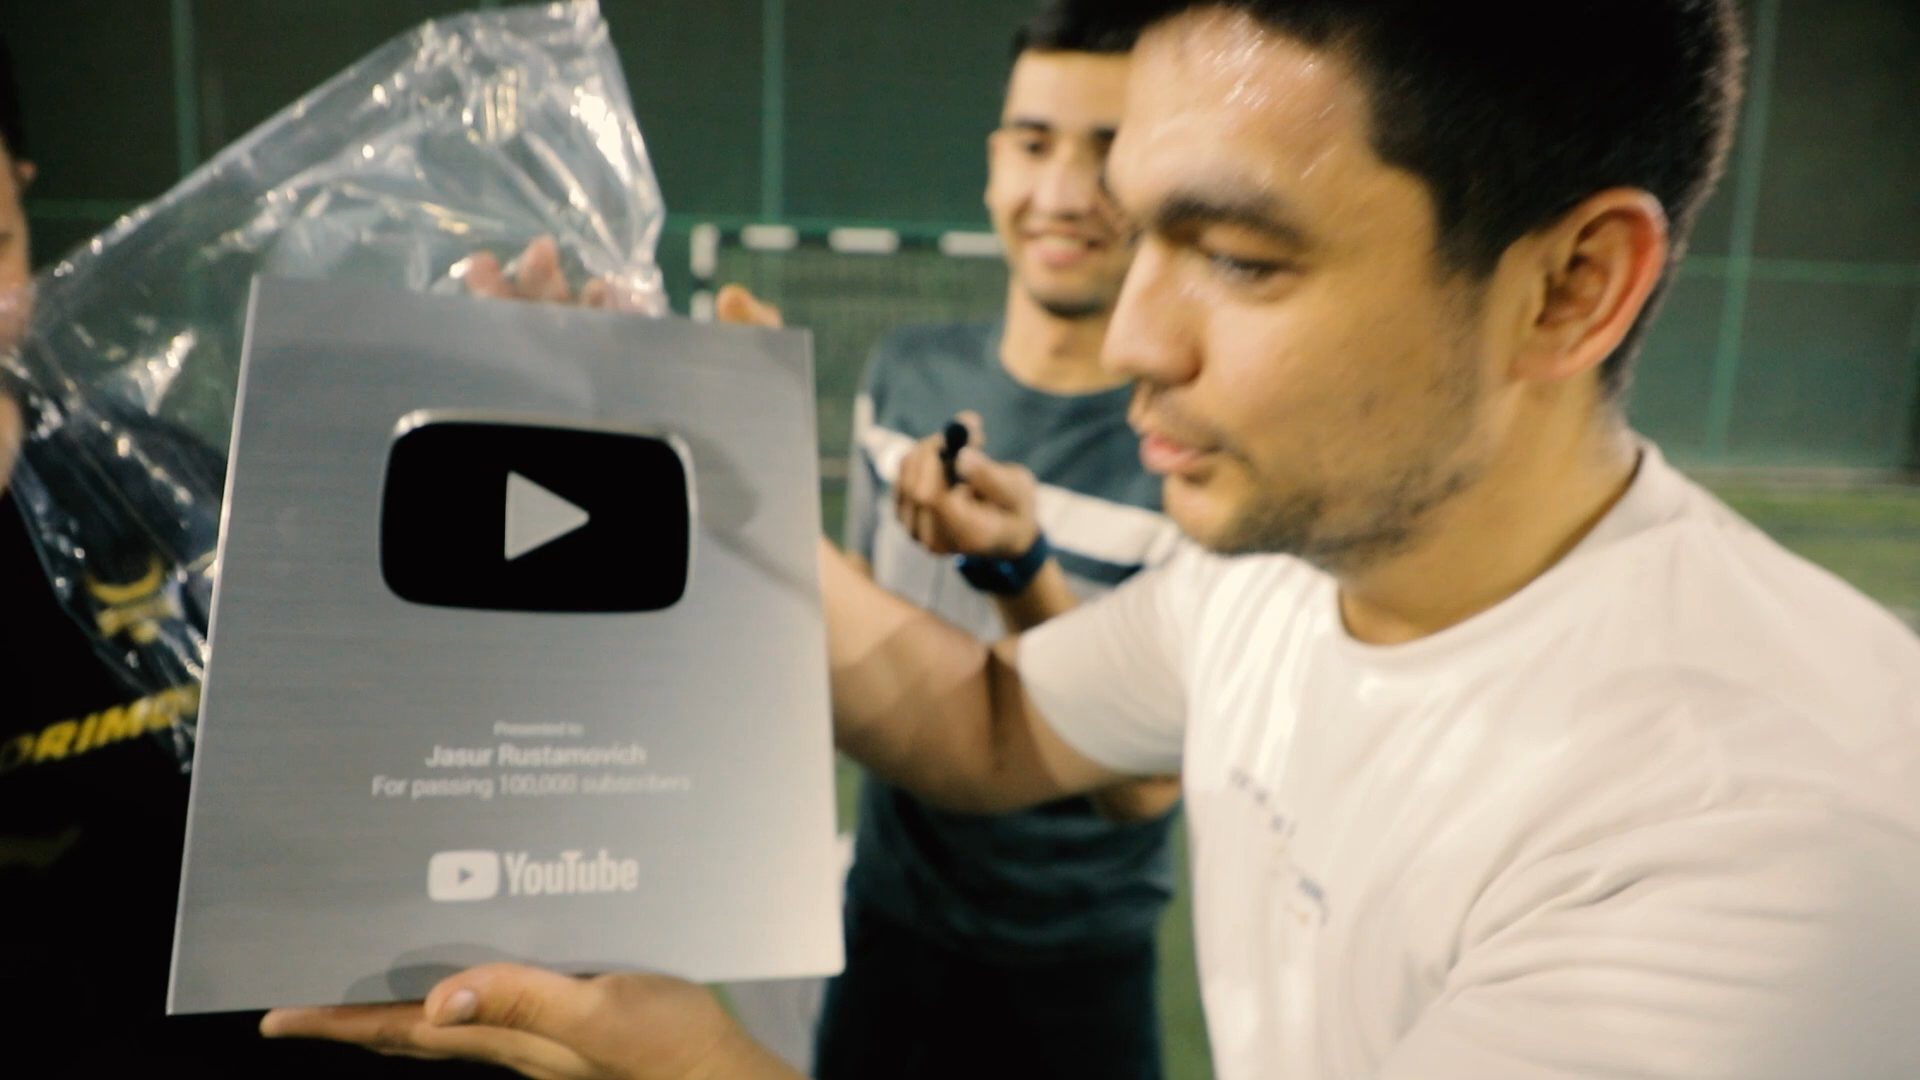 Presented to
Jasur Rustamovich
For passing 100,000 subscribers
YouTube